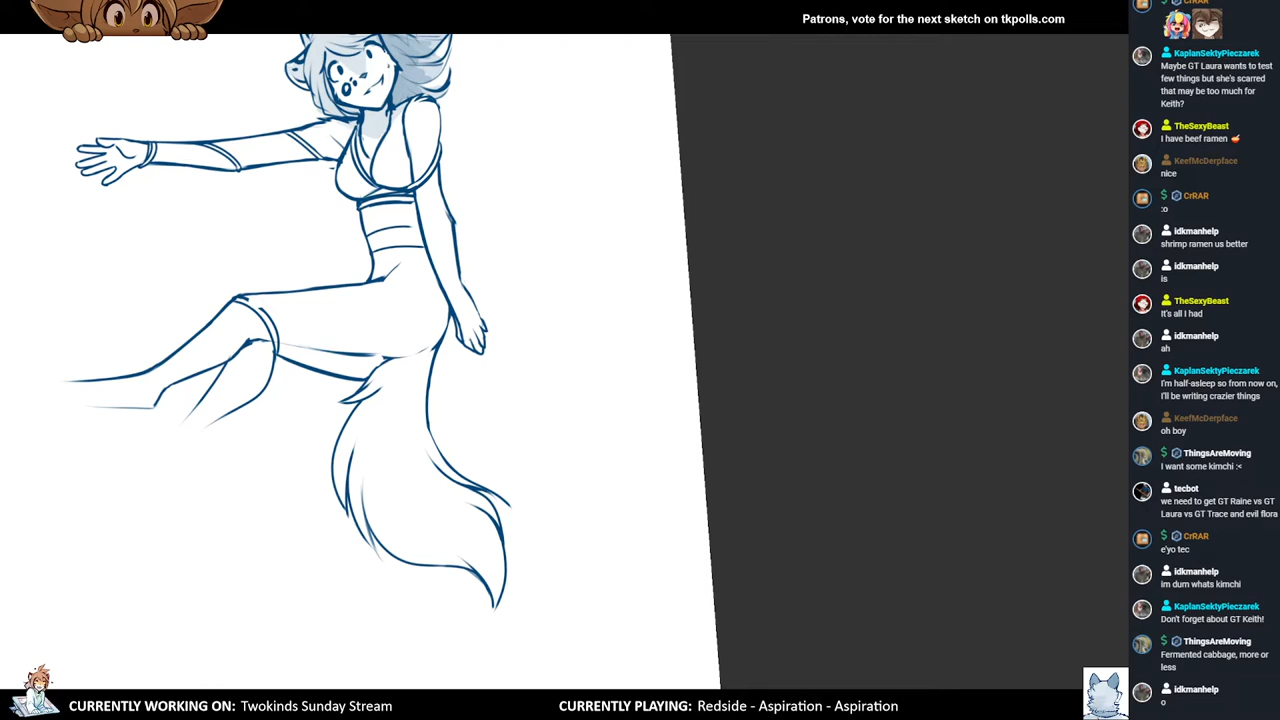 Patrons, vote for the next sketch on tkpolls.com
CrRAR
KaplanSektyPieczarek
Maybe GT Laura wants to test
few things but she's scarred
that may be too much for
Keith?
TheSexyBeast
I have beef ramen 🍜
KeefMcDerpface
nice
$ CrRAR
:o
idkmanhelp
shrimp ramen us better
idkmanhelp
is
TheSexyBeast
It's all I had
idkmanhelp
ah
KaplanSektyPieczarek
I'm half-asleep so from now on,
I'll be writing crazier things
KeefMcDerpface
oh boy
$ ThingsAreMoving
I want some kimchi :<
tecbot
we need to get GT Raine vs GT
Laura vs GT Trace and evil flora
$ CrRAR
e'yo tec
idkmanhelp
im dum whats kimchi
KaplanSektyPieczarek
Don't forget about GT Keith!
$ ThingsAreMoving
Fermented cabbage, more or
less
idkmanhelp
o
CURRENTLY WORKING ON: Twokinds Sunday Stream
CURRENTLY PLAYING: Redside - Aspiration - Aspiration